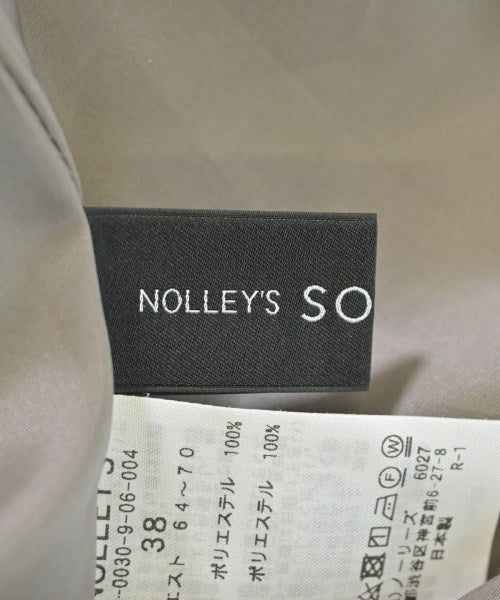 NOLLEY'S SO
NOLLEY'S
-0030-9-06-004
38
エスト 64～70
ポリエステル 100%
ポリエステル 100%
ノーリーズ 6027
都渋谷区神宮前6-27-8
日本製 R-1